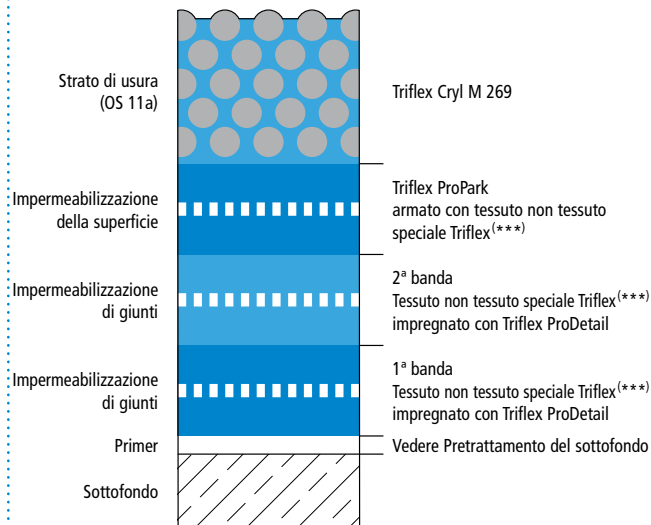 Strato di usura
(OS 11a)
Triflex Cryl M 269
Impermeabilizzazione
della superficie
Triflex ProPark
armato con tessuto non tessuto
speciale Triflex(***)
Impermeabilizzazione
di giunti
2ª banda
Tessuto non tessuto speciale Triflex(***)
impregnato con Triflex ProDetail
Impermeabilizzazione
di giunti
1ª banda
Tessuto non tessuto speciale Triflex(***)
impregnato con Triflex ProDetail
Primer
Vedere Pretrattamento del sottofondo
Sottofondo